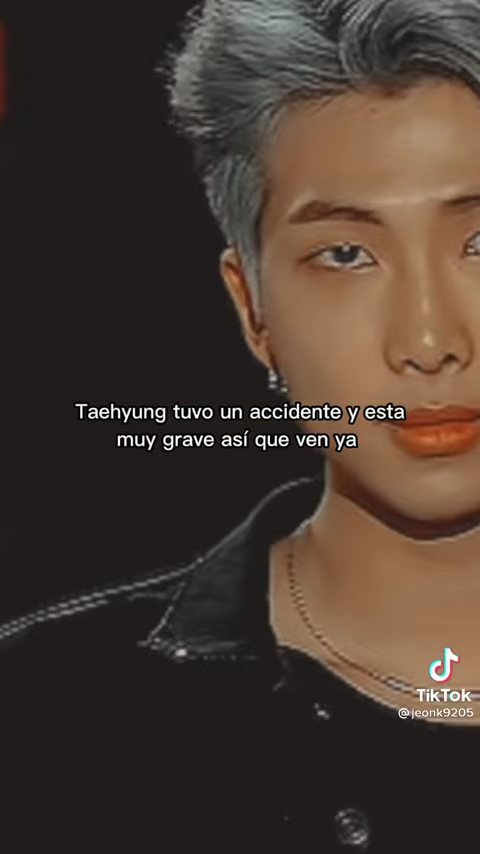 Taehyung tuvo un accidente y esta
muy grave así que ven ya
TikTok
@jeonk9205